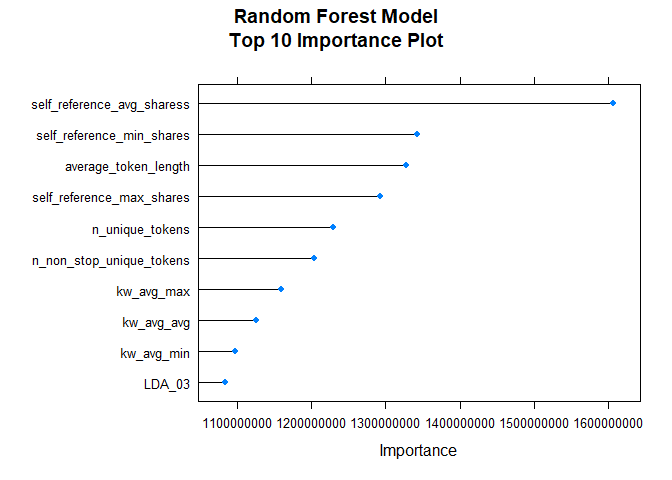 Random Forest Model
Top 10 Importance Plot
self_reference_avg_sharess
self_reference_min_shares
average_token_length
self_reference_max_shares
n_unique_tokens
n_non_stop_unique_tokens
kw_avg_max
kw_avg_avg
kw_avg_min
LDA_03
1100000000 1200000000 1300000000 1400000000 1500000000 1600000000
Importance